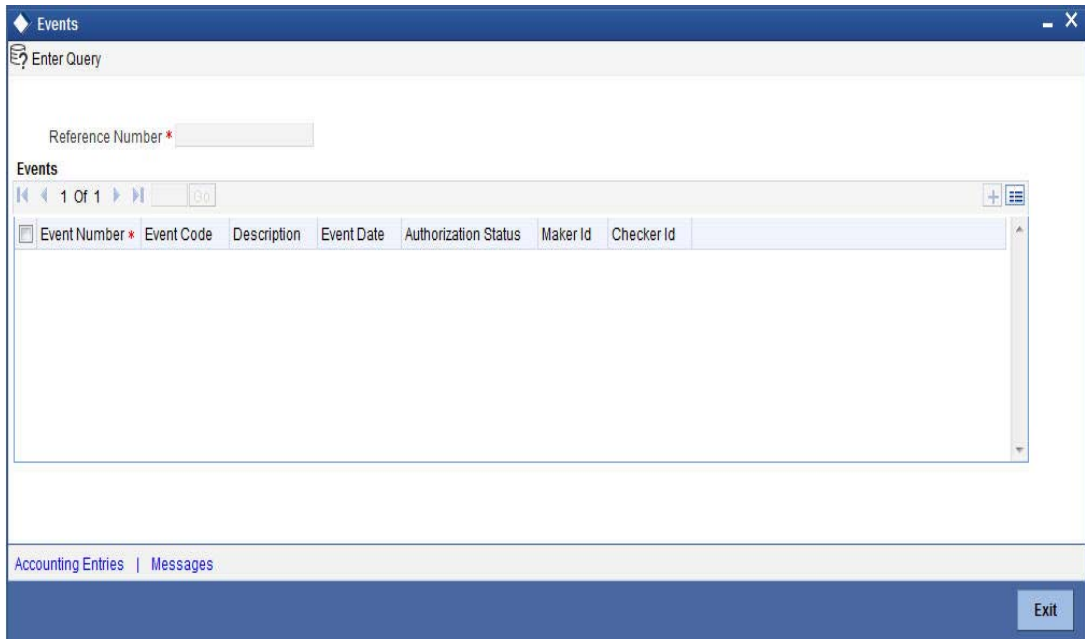 Events
Enter Query
Reference Number *
Events
1 Of 1 Go
Event Number * Event Code Description Event Date Authorization Status Maker Id Checker Id
Accounting Entries | Messages
Exit